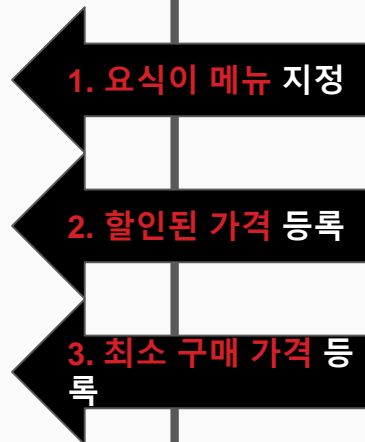 1. 요식이 메뉴 지정
2. 할인된 가격 등록
3. 최소 구매 가격 등
록